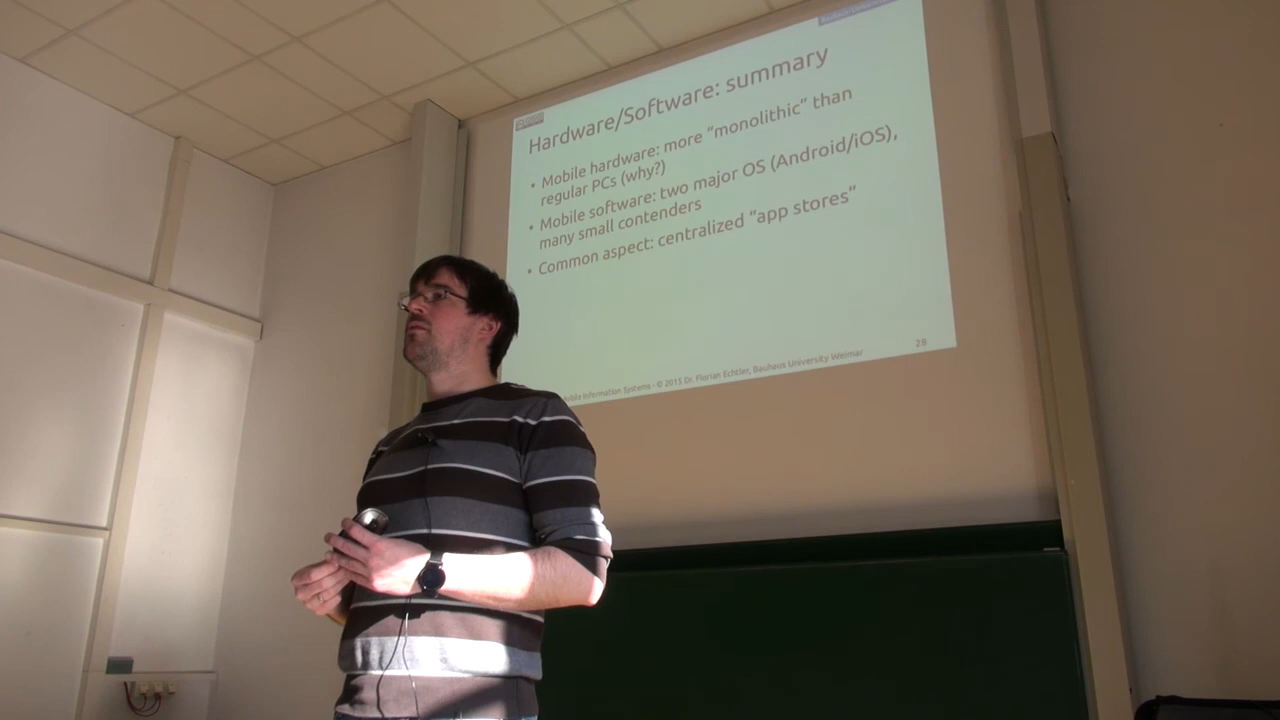 Hardware/Software: summary
• Mobile hardware: more “monolithic” than
regular PCs (why?)
• Mobile software: two major OS (Android/iOS),
many small contenders
• Common aspect: centralized “app stores”
Mobile Information Systems - © 2015 Dr. Florian Echtler, Bauhaus University Weimar
28